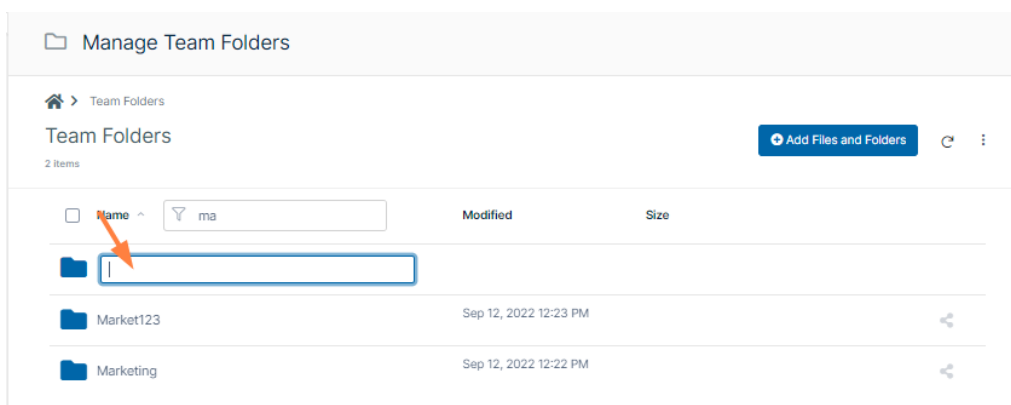 Manage Team Folders
Team Folders
Team Folders
Add Files and Folders
2 items
Name ma Modified Size
Market123 Sep 12, 2022 12:23 PM
Marketing Sep 12, 2022 12:22 PM